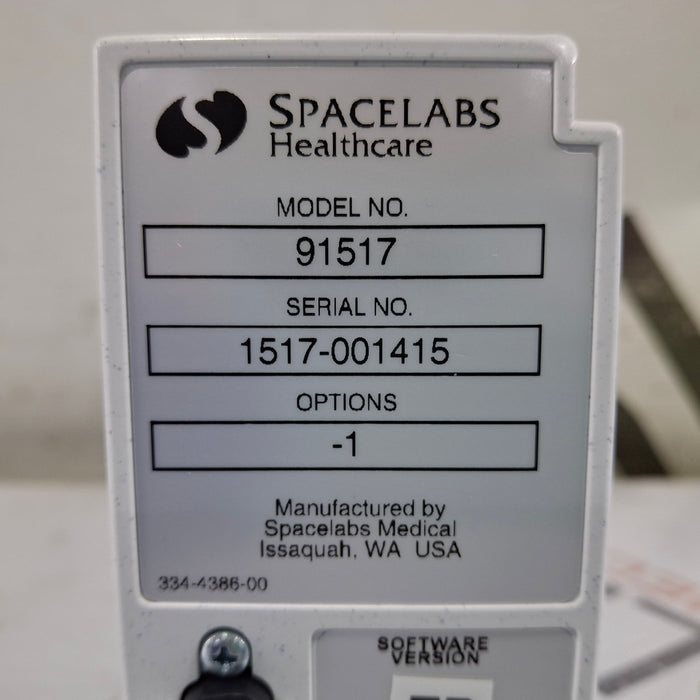 SPACELABS
Healthcare
MODEL NO.
91517
SERIAL NO.
1517-001415
OPTIONS
-1
Manufactured by
Spacelabs Medical
Issaquah, WA USA
334-4386-00
SOFTWARE
VERSION